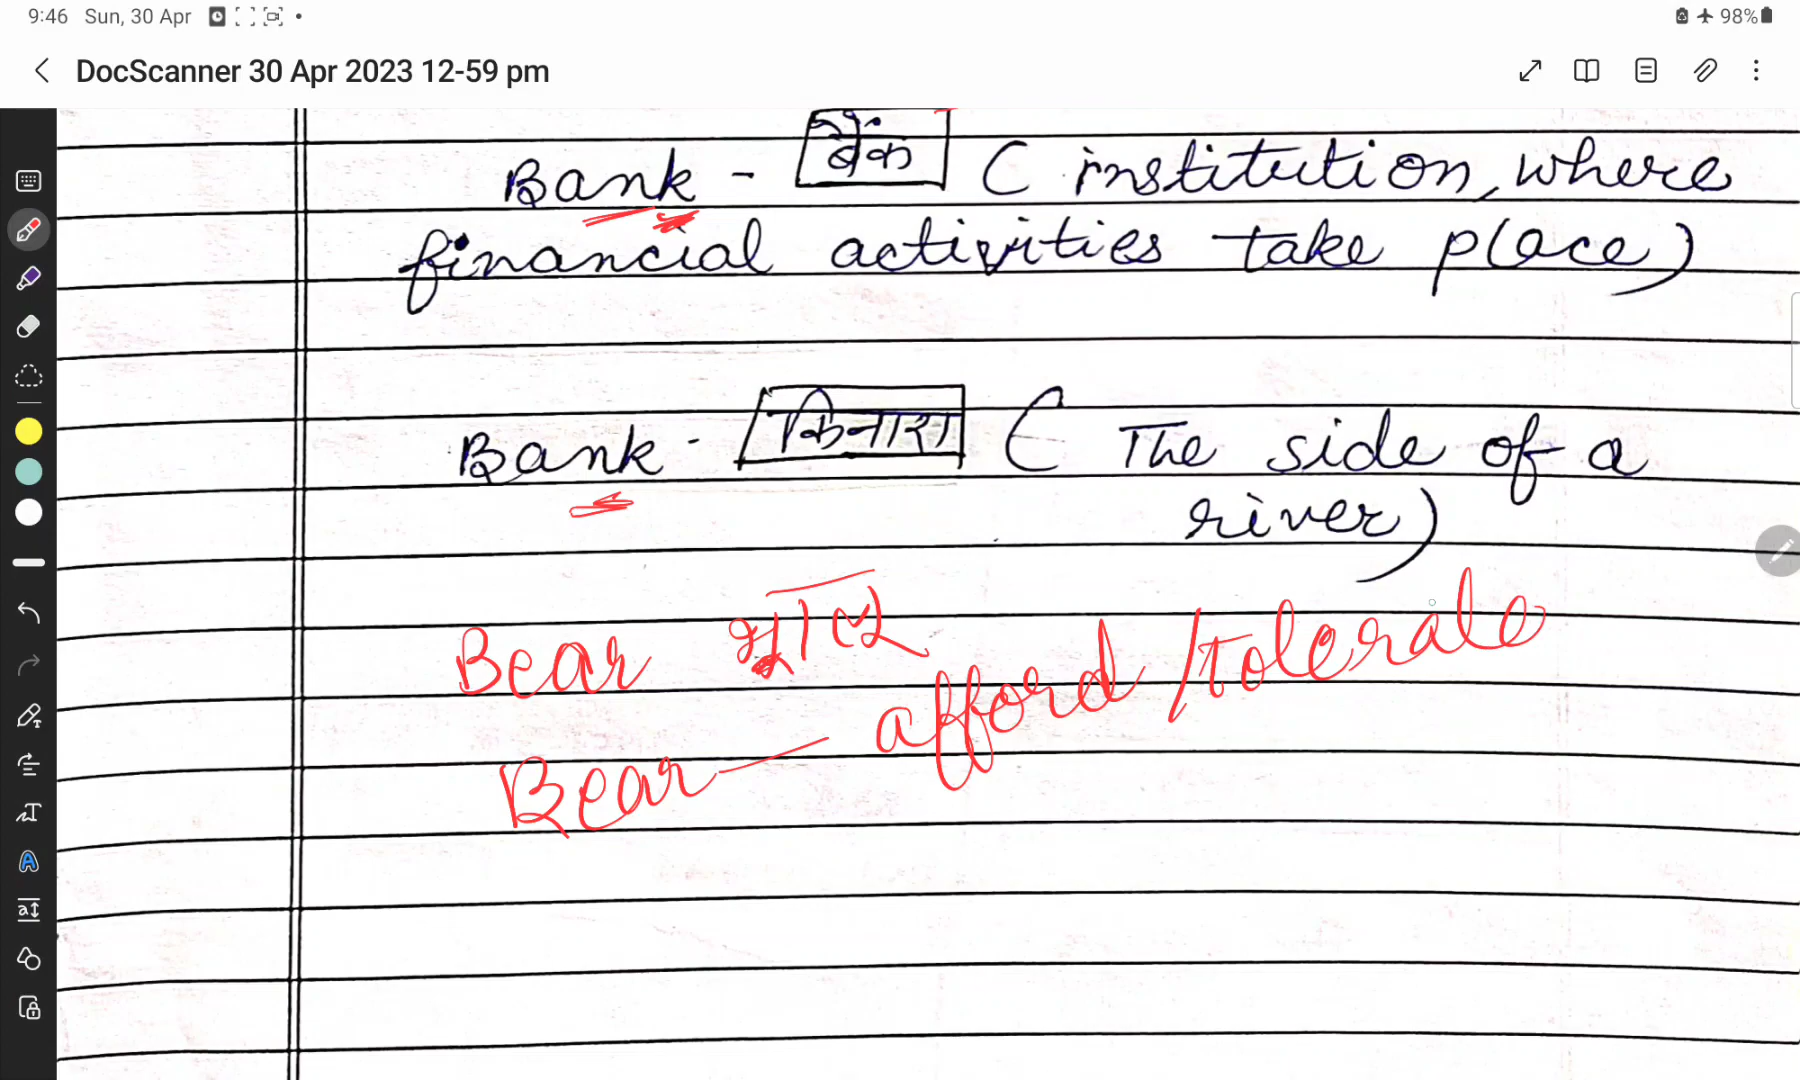 9:46 Sun, 30 Apr
98%
DocScanner 30 Apr 2023 12-59 pm
Bank - बैंक ( institution, where
financial activities take place)
Bank - किनारा ( The side of a
river)
Bear भालू
Bear — afford / tolerate